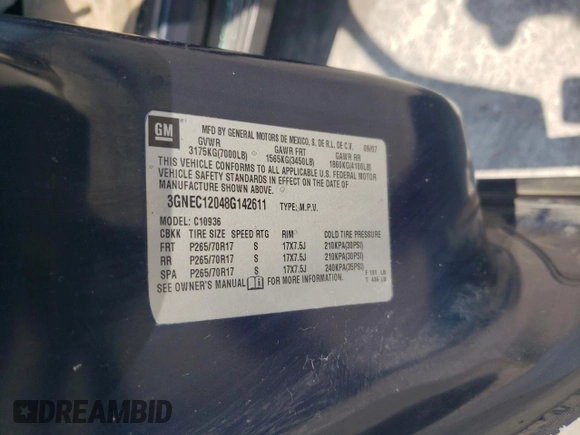 GM
MFD BY GENERAL MOTORS DE MEXICO, S. DE R.L. DE C.V. 09/07
GVWR GAWR FRT GAWR RR
3175KG(7000LB) 1565KG(3450LB) 1860KG(4100LB)
THIS VEHICLE CONFORMS TO ALL APPLICABLE U.S. FEDERAL MOTOR
VEHICLE SAFETY STANDARDS IN EFFECT ON THE DATE OF
MANUFACTURE SHOWN ABOVE.
3GNEC12048G142611 TYPE: M.P.V.
MODEL: C10936
CBKK TIRE SIZE SPEED RTG RIM COLD TIRE PRESSURE
FRT P265/70R17 S 17X7.5J 210KPA(30PSI)
RR P265/70R17 S 17X7.5J 210KPA(30PSI)
SPA P265/70R17 S 17X7.5J 240KPA(35PSI)
SEE OWNER'S MANUAL FOR MORE INFORMATION.
DREAMBID